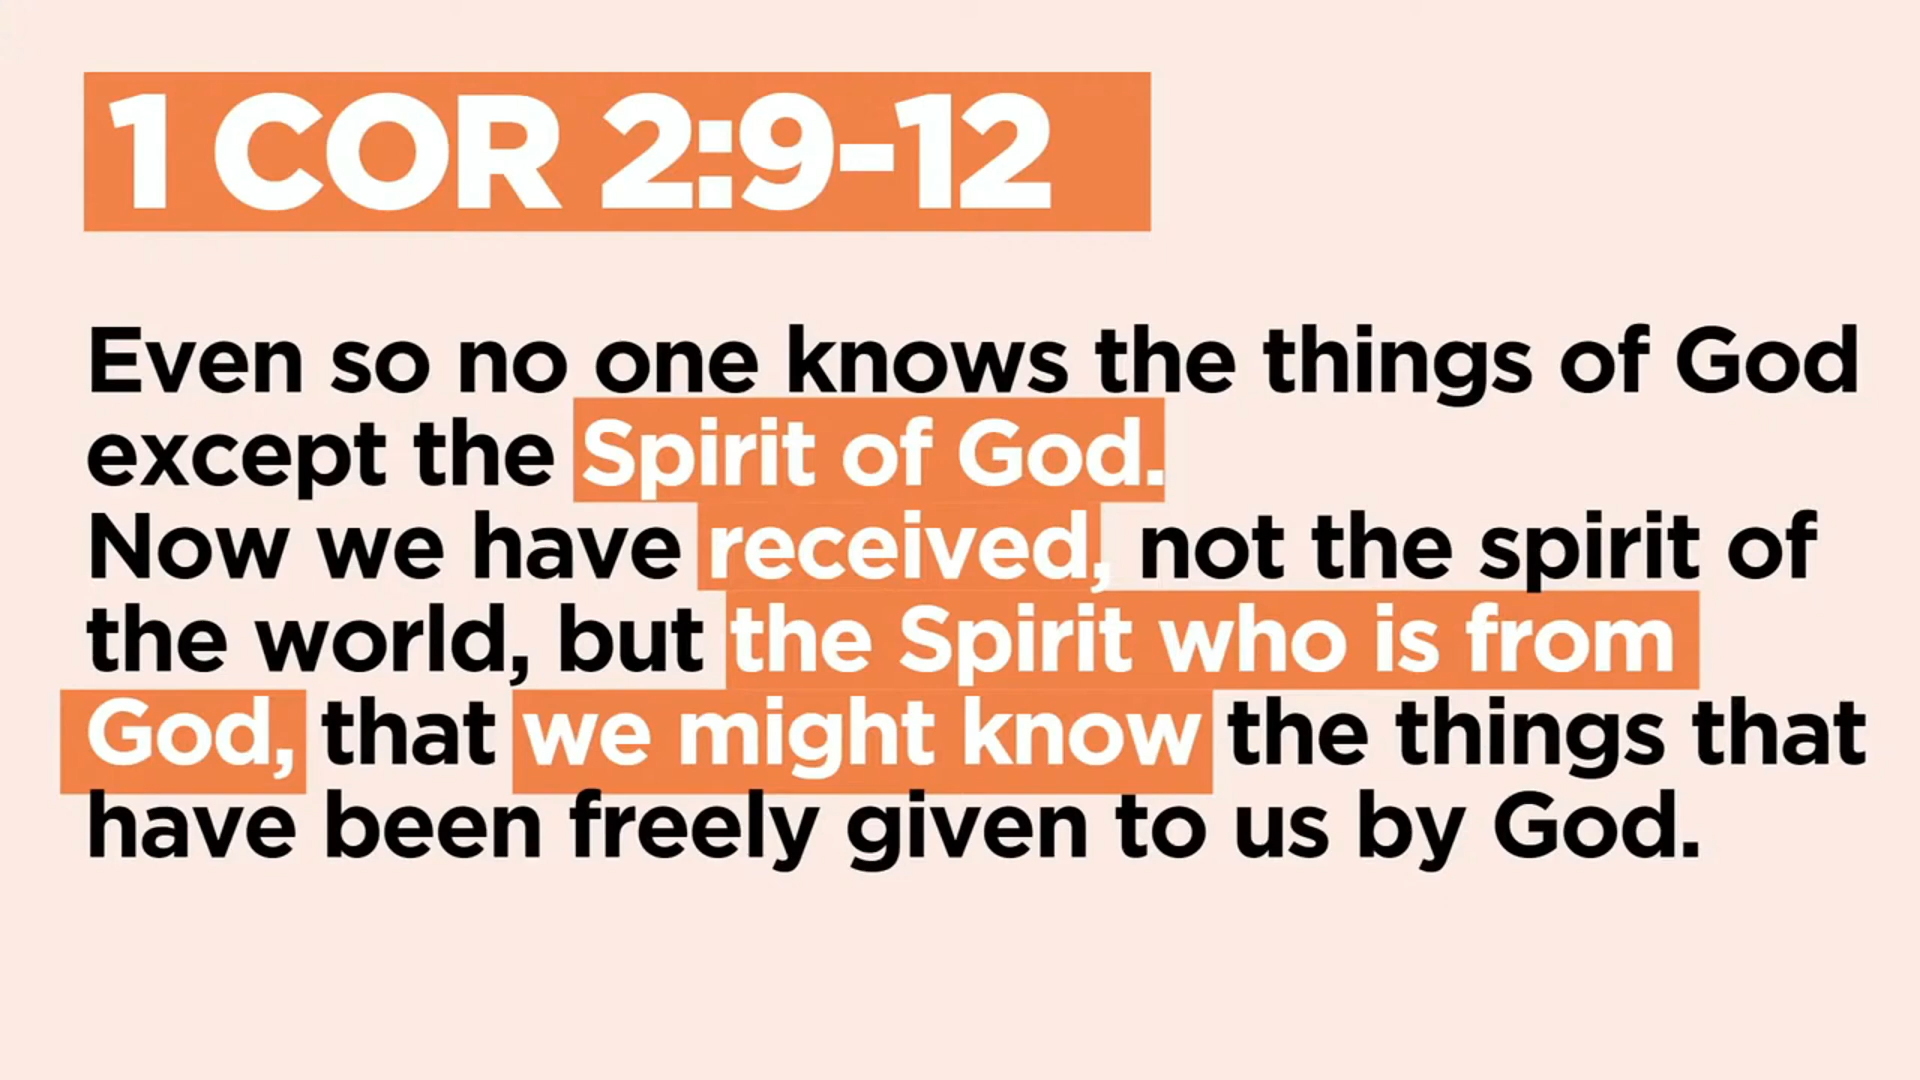 1 COR 2:9-12
Even so no one knows the things of God
except the Spirit of God.
Now we have received, not the spirit of
the world, but the Spirit who is from
God, that we might know the things that
have been freely given to us by God.